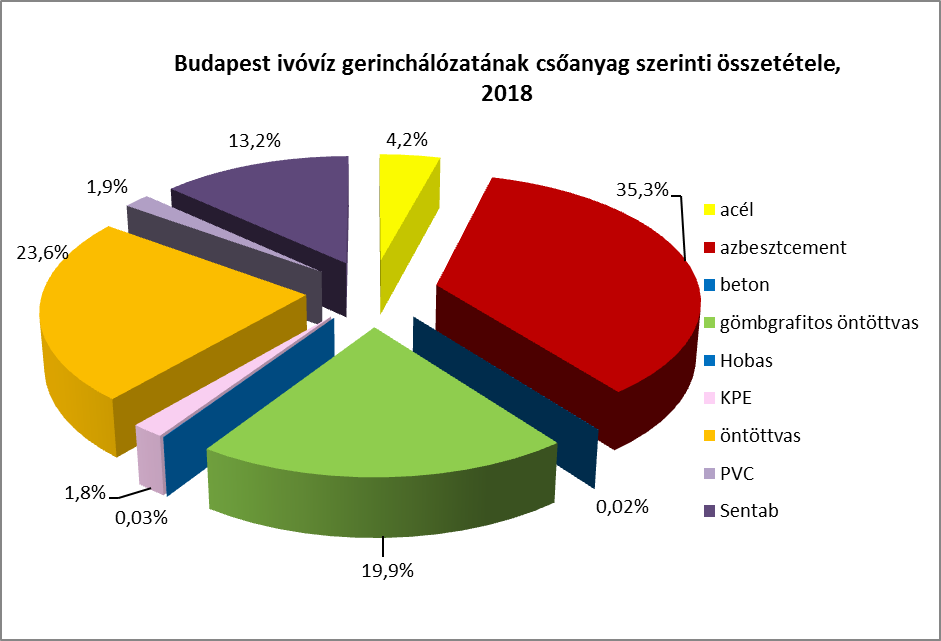 Budapest ivóvíz gerinchálózatának csőanyag szerinti összetétele,
2018
4,2%
35,3%
0,02%
19,9%
0,03%
1,8%
23,6%
1,9%
13,2%
acél
azbesztcement
beton
gömbgrafitos öntöttvas
Hobas
KPE
öntöttvas
PVC
Sentab